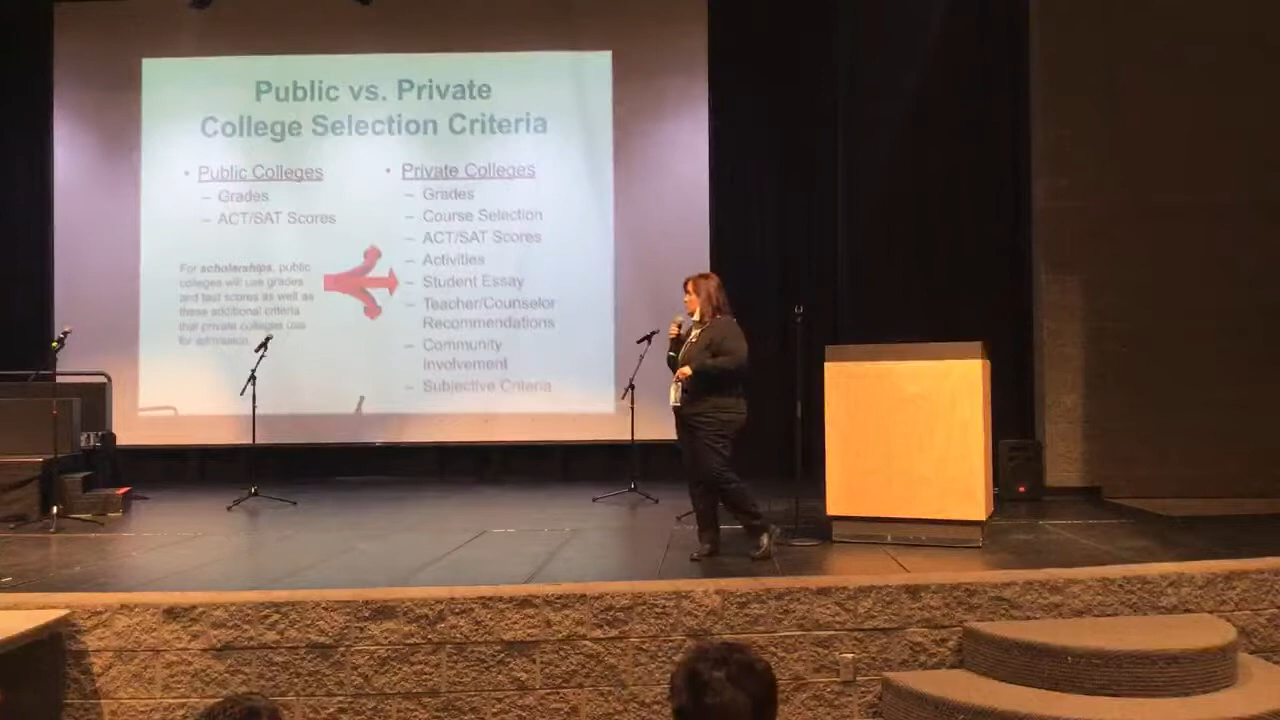 Public vs. Private
College Selection Criteria
• Public Colleges
– Grades
– ACT/SAT Scores
For scholarships, public
colleges will use grades
and test scores as well as
these additional criteria
that private colleges use
for admission.
• Private Colleges
– Grades
– Course Selection
– ACT/SAT Scores
– Activities
– Student Essay
– Teacher/Counselor
Recommendations
– Community
Involvement
– Subjective Criteria